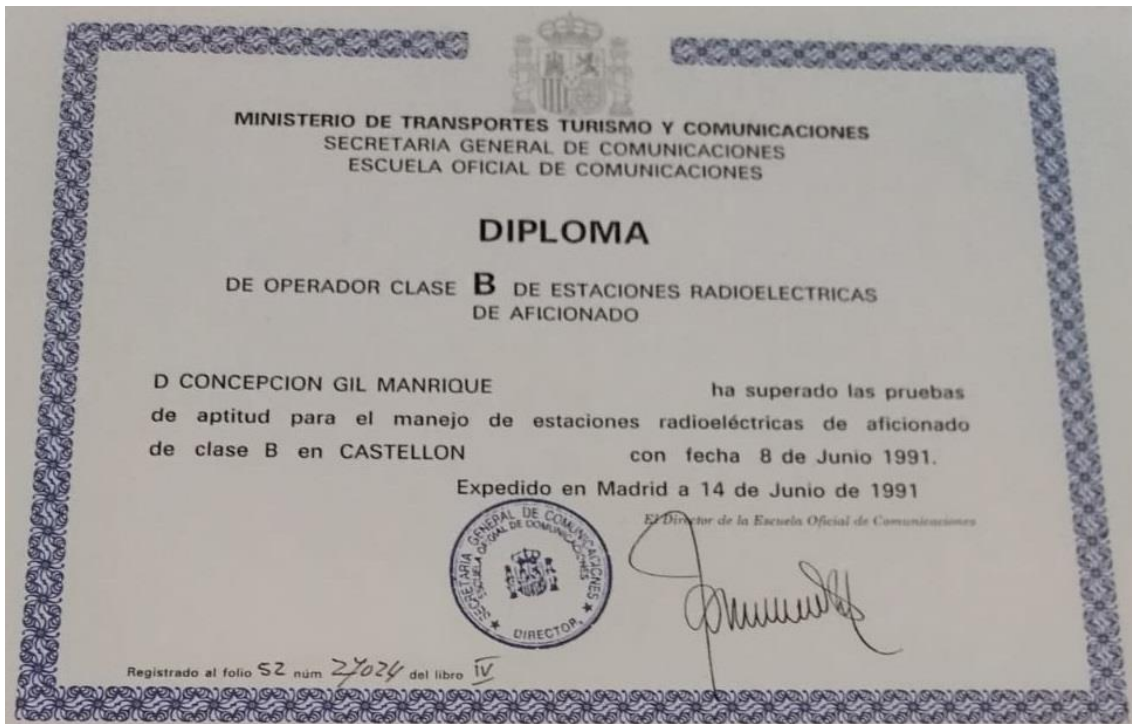 MINISTERIO DE TRANSPORTES TURISMO Y COMUNICACIONES
SECRETARIA GENERAL DE COMUNICACIONES
ESCUELA OFICIAL DE COMUNICACIONES
DIPLOMA
DE OPERADOR CLASE B DE ESTACIONES RADIOELECTRICAS
DE AFICIONADO
D CONCEPCION GIL MANRIQUE ha superado las pruebas
de aptitud para el manejo de estaciones radioeléctricas de aficionado
de clase B en CASTELLON con fecha 8 de Junio 1991.
Expedido en Madrid a 14 de Junio de 1991
El Director de la Escuela Oficial de Comunicaciones
SECRETARIA GENERAL DE COMUNICACIONES
ESCUELA OFICIAL DE COMUNICACIONES
DIRECTOR
Registrado al folio 52 núm 27024 del libro IV